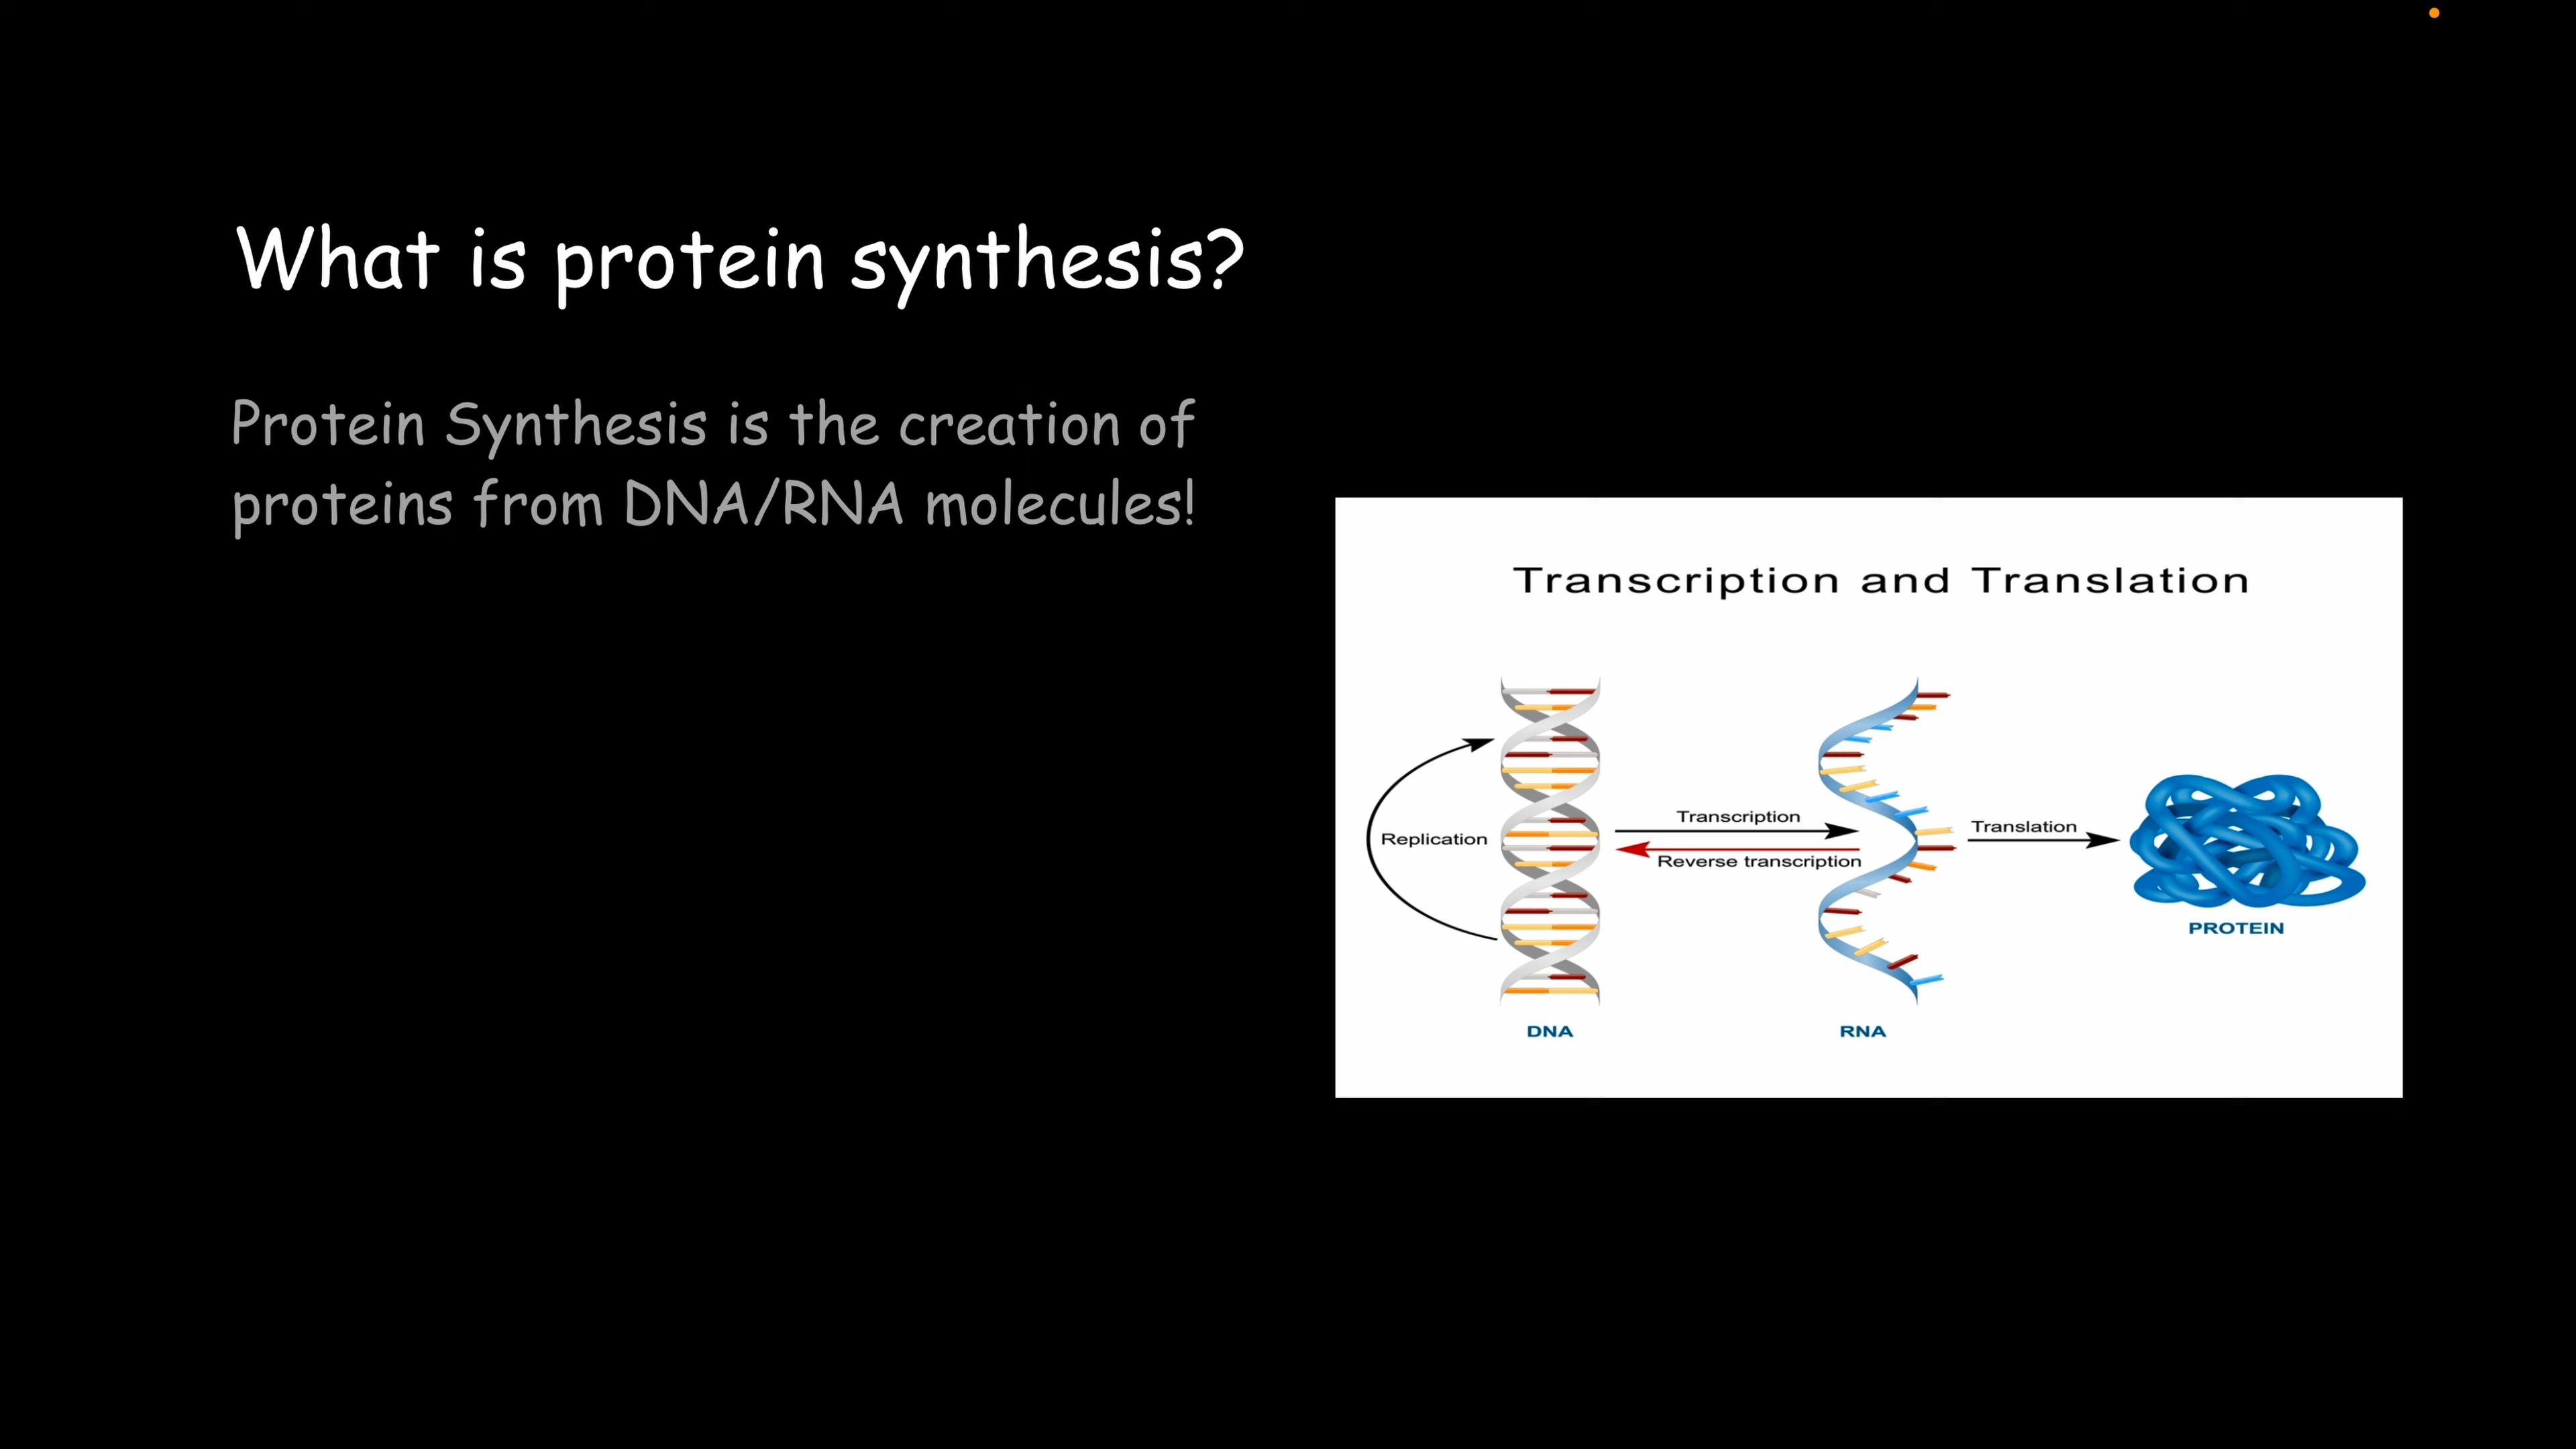 What is protein synthesis?
Protein Synthesis is the creation of
proteins from DNA/RNA molecules!
Transcription and Translation
Replication
Transcription
Reverse transcription
Translation
PROTEIN
DNA
RNA